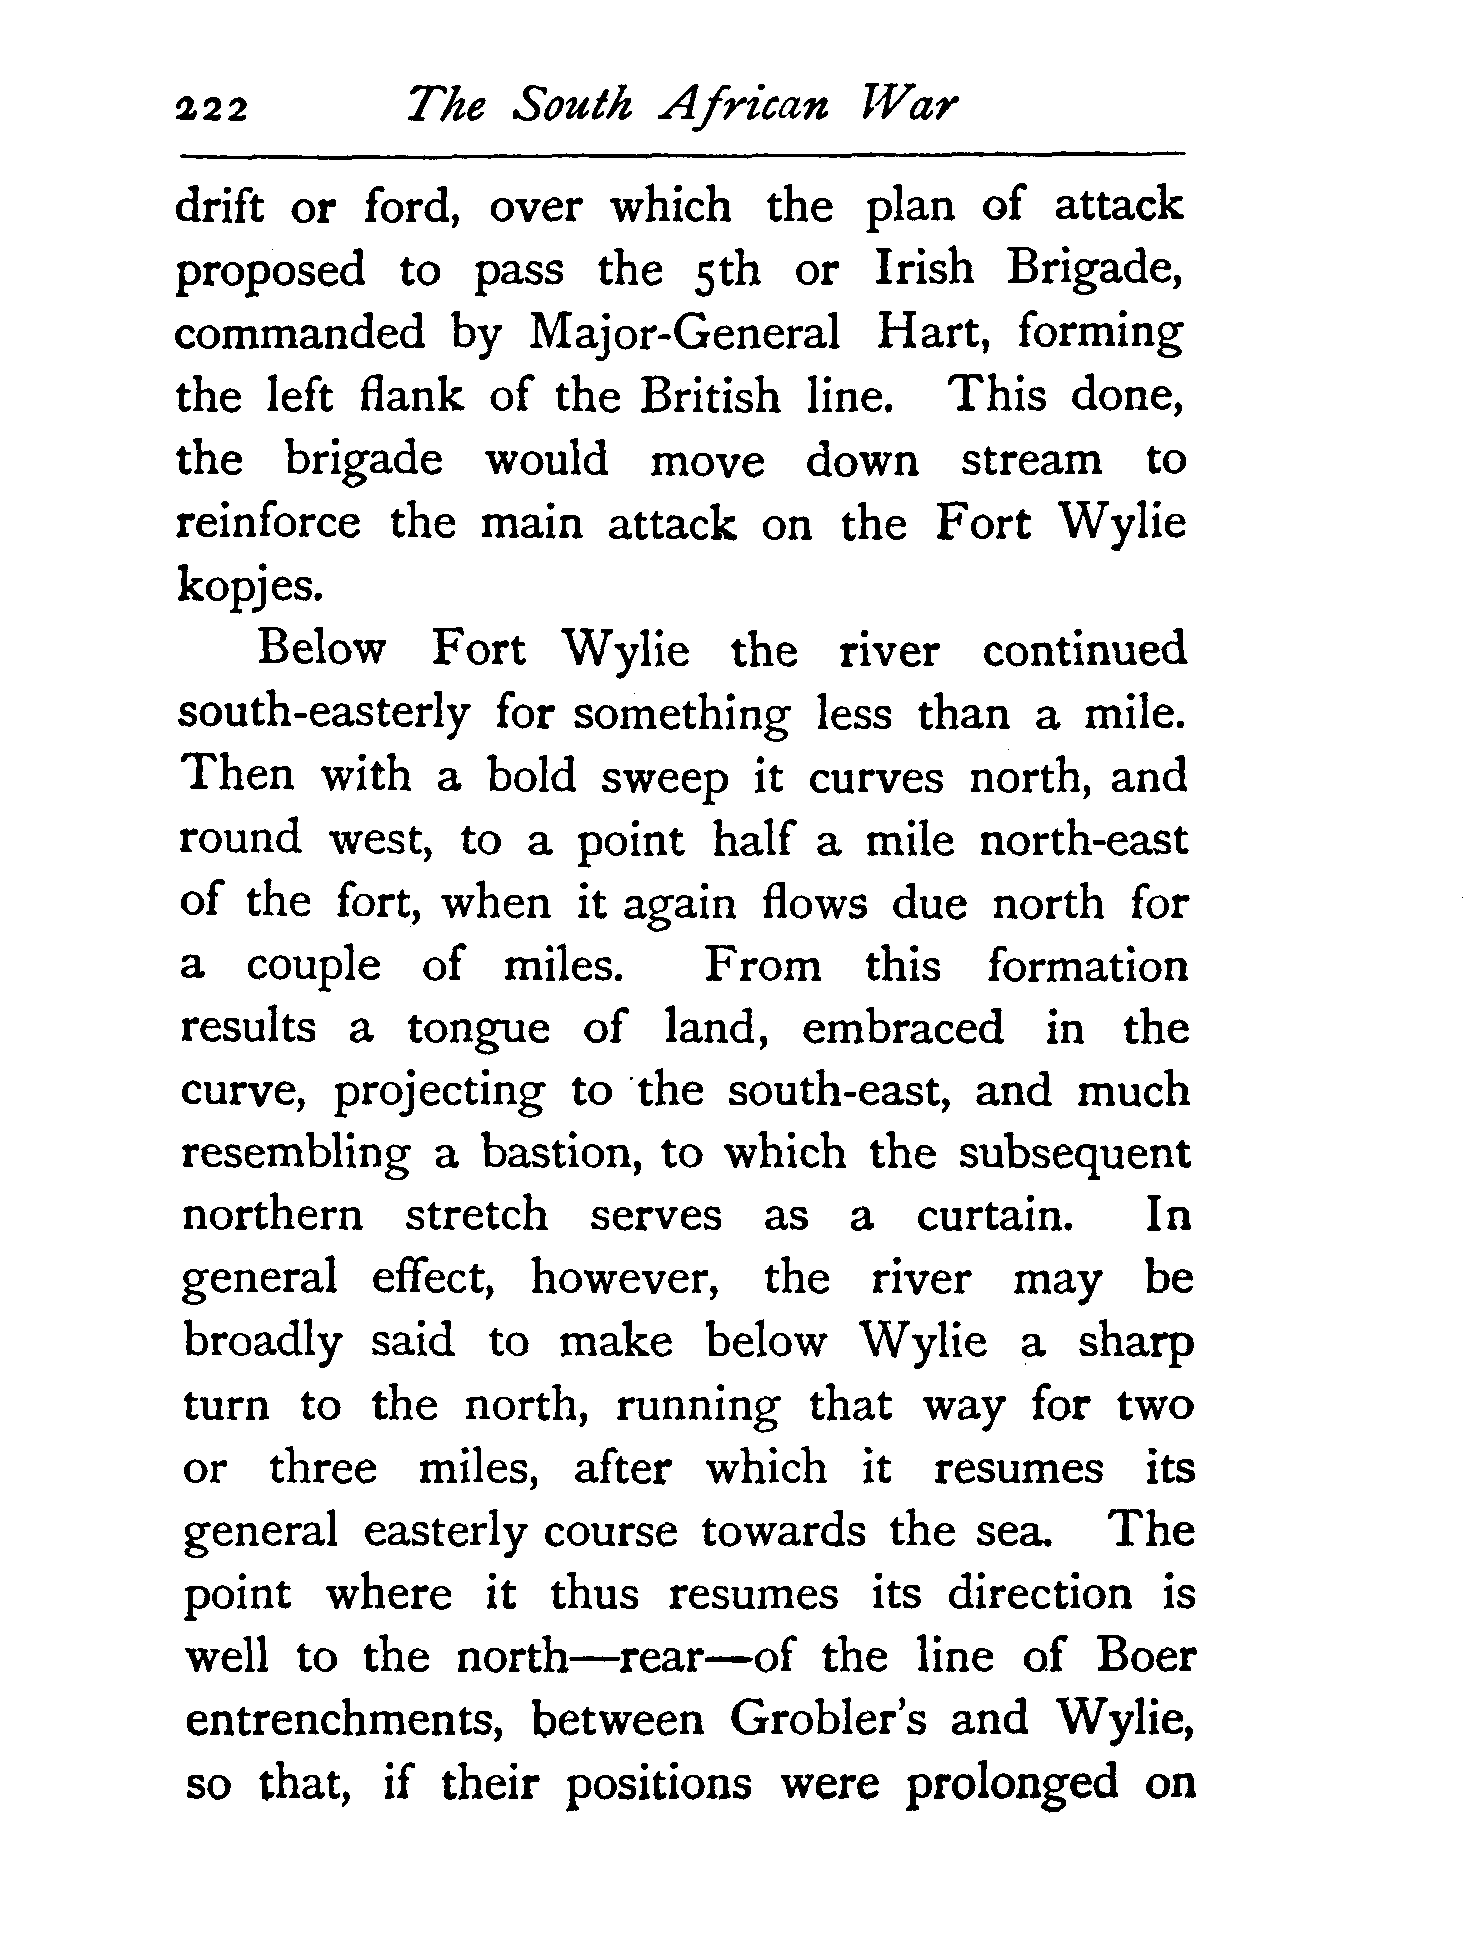 222 The South African War
drift or ford, over which the plan of attack
proposed to pass the 5th or Irish Brigade,
commanded by Major-General Hart, forming
the left flank of the British line. This done,
the brigade would move down stream to
reinforce the main attack on the Fort Wylie
kopjes.
Below Fort Wylie the river continued
south-easterly for something less than a mile.
Then with a bold sweep it curves north, and
round west, to a point half a mile north-east
of the fort, when it again flows due north for
a couple of miles. From this formation
results a tongue of land, embraced in the
curve, projecting to the south-east, and much
resembling a bastion, to which the subsequent
northern stretch serves as a curtain. In
general effect, however, the river may be
broadly said to make below Wylie a sharp
turn to the north, running that way for two
or three miles, after which it resumes its
general easterly course towards the sea. The
point where it thus resumes its direction is
well to the north—rear—of the line of Boer
entrenchments, between Grobler's and Wylie,
so that, if their positions were prolonged on